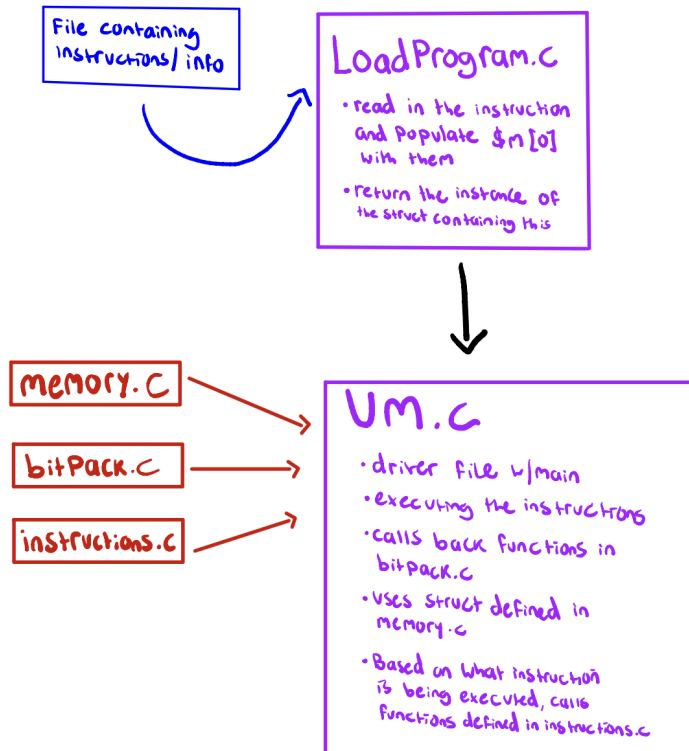 File containing
instructions/info
LoadProgram.c
• read in the instruction
and populate $m[0]
with them
• return the instance of
the struct containing this
memory.c
bitPack.c
instructions.c
UM.c
• driver file w/main
• executing the instructions
• calls back functions in
bitpack.c
• uses struct defined in
memory.c
• Based on what instruction
is being executed, calls
functions defined in instructions.c